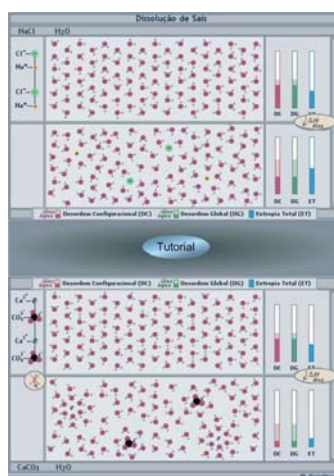 Dissolução de Sais
NaCl H₂O
Cl⁻
Na⁺
Cl⁻
Na⁺
DC DG ET
ΔH diss
DC DG ET
Desordem Configuracional (DC) Desordem Global (DG) Entropia Total (ET)
Tutorial
Desordem Configuracional (DC) Desordem Global (DG) Entropia Total (ET)
Ca²⁺
CO₃²⁻
Ca²⁺
CO₃²⁻
DC DG ET
ΔH diss
DC DG ET
CaCO₃ H₂O